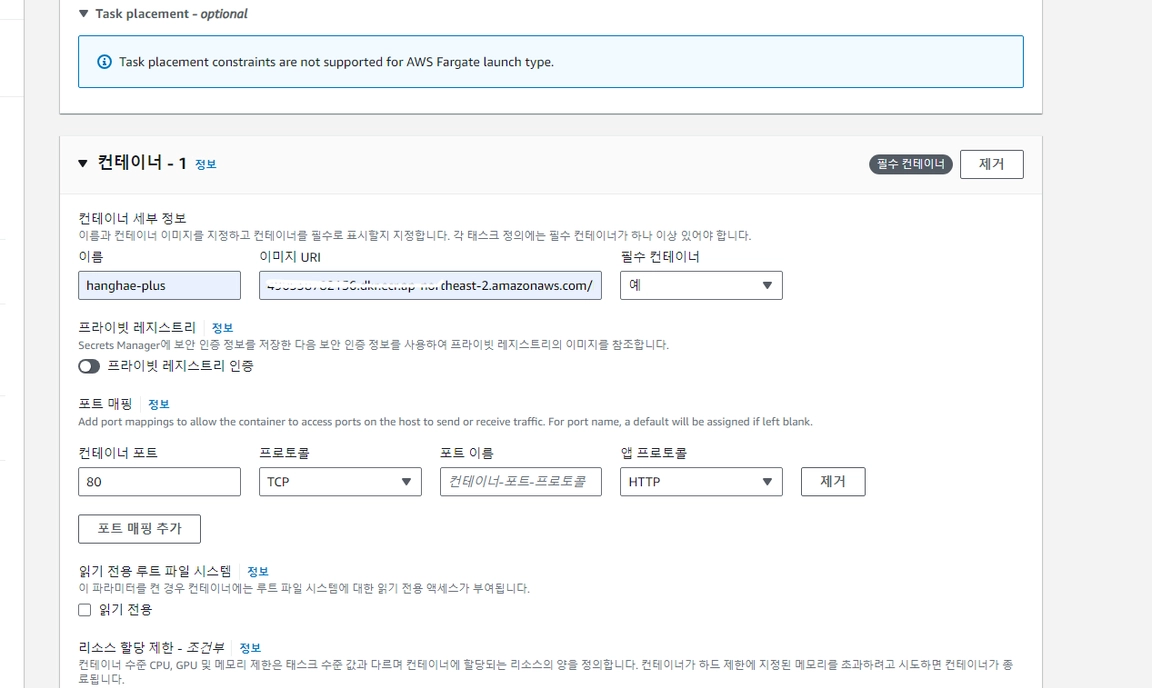 Task placement - optional
Task placement constraints are not supported for AWS Fargate launch type.
컨테이너 - 1 정보
필수 컨테이너 제거
컨테이너 세부 정보
이름과 컨테이너 이미지를 지정하고 컨테이너를 필수로 표시할지 지정합니다. 각 태스크 정의에는 필수 컨테이너가 하나 이상 있어야 합니다.
이름 이미지 URI 필수 컨테이너
hanghae-plus heast-2.amazonaws.com/ 예
프라이빗 레지스트리 정보
Secrets Manager에 보안 인증 정보를 저장한 다음 보안 인증 정보를 사용하여 프라이빗 레지스트리의 이미지를 참조합니다.
프라이빗 레지스트리 인증
포트 매핑 정보
Add port mappings to allow the container to access ports on the host to send or receive traffic. For port name, a default will be assigned if left blank.
컨테이너 포트 프로토콜 포트 이름 앱 프로토콜
80 TCP 컨테이너-포트-프로토콜 HTTP 제거
포트 매핑 추가
읽기 전용 루트 파일 시스템 정보
이 파라미터를 켠 경우 컨테이너에는 루트 파일 시스템에 대한 읽기 전용 액세스가 부여됩니다.
읽기 전용
리소스 할당 제한 - 조건부 정보
컨테이너 수준 CPU, GPU 및 메모리 제한은 태스크 수준 값과 다르며 컨테이너에 할당되는 리소스의 양을 정의합니다. 컨테이너가 하드 제한에 지정된 메모리를 초과하려고 시도하면 컨테이너가 종
료됩니다.